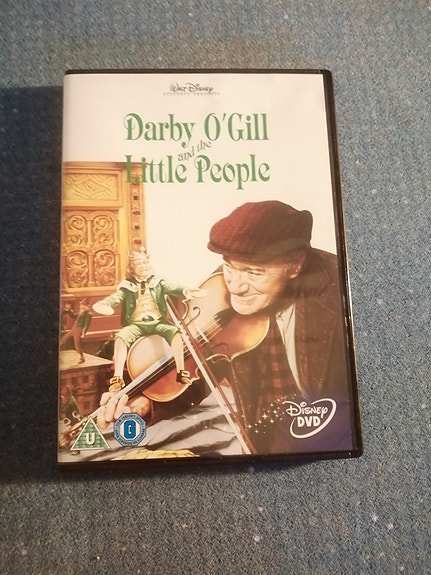 Walt Disney
Darby O'Gill
and the
Little People
Disney
DVD
U